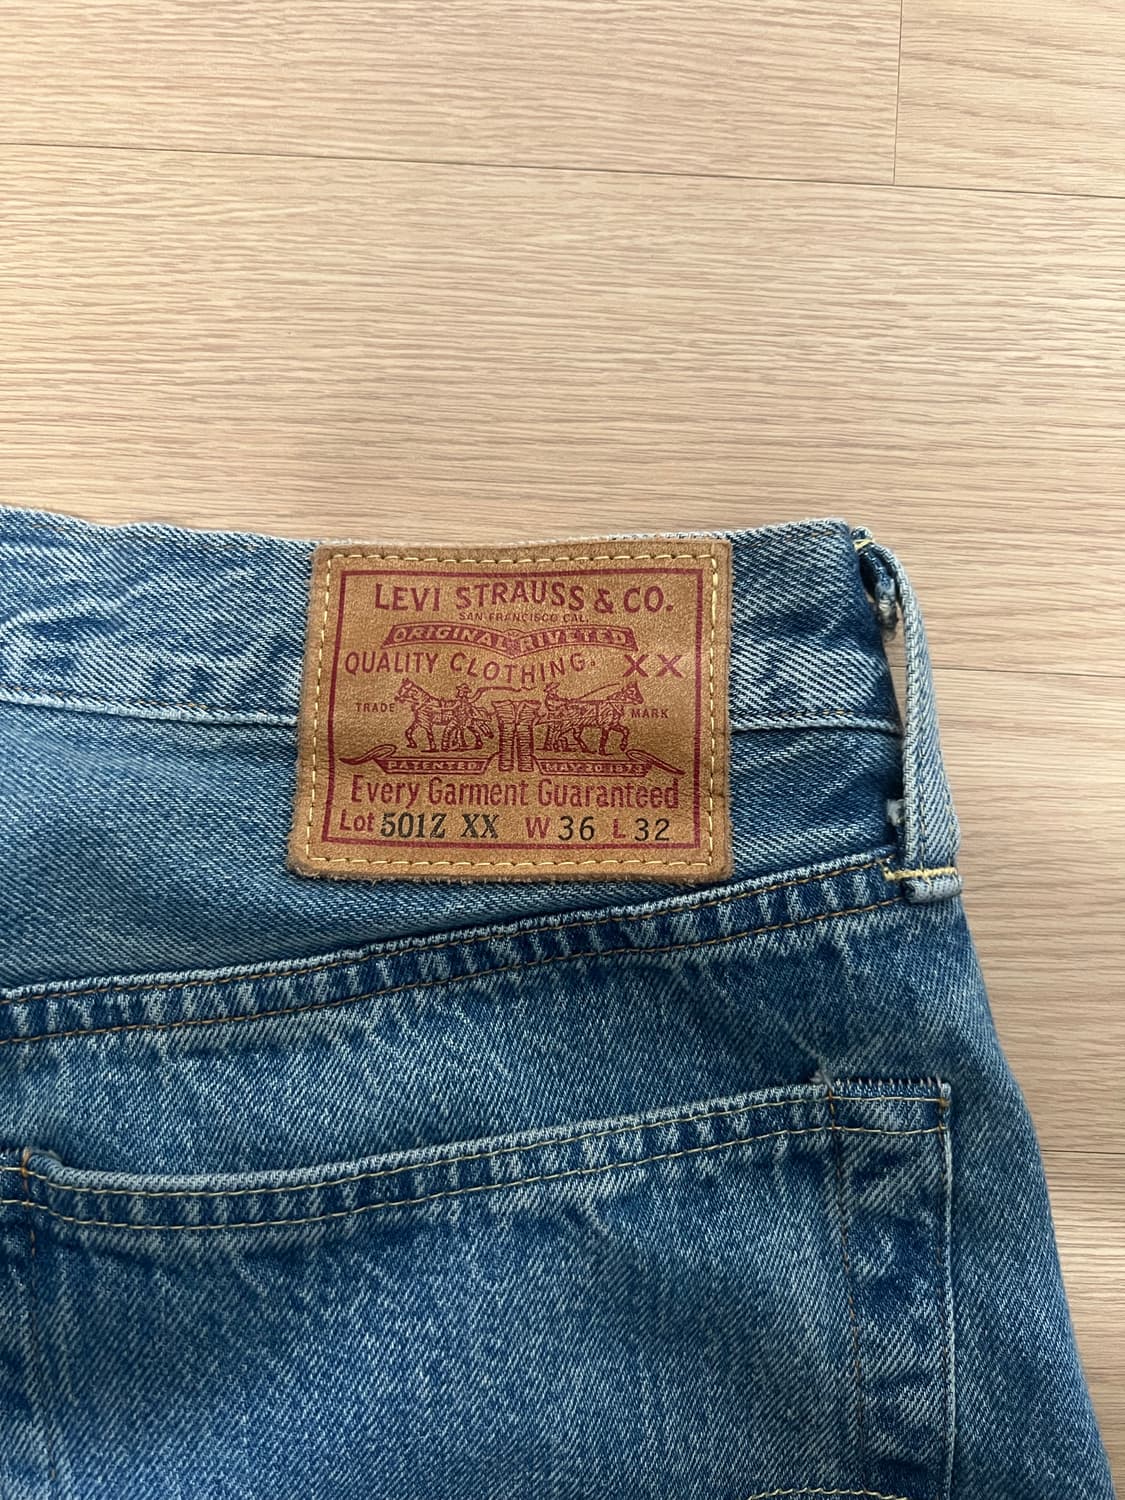 LEVI STRAUSS & CO.
SAN FRANCISCO CAL.
ORIGINAL RIVETED
QUALITY CLOTHING. XX
TRADE MARK
PATENTED MAY 20 1873
Every Garment Guaranteed
Lot 501Z XX W 36 L 32